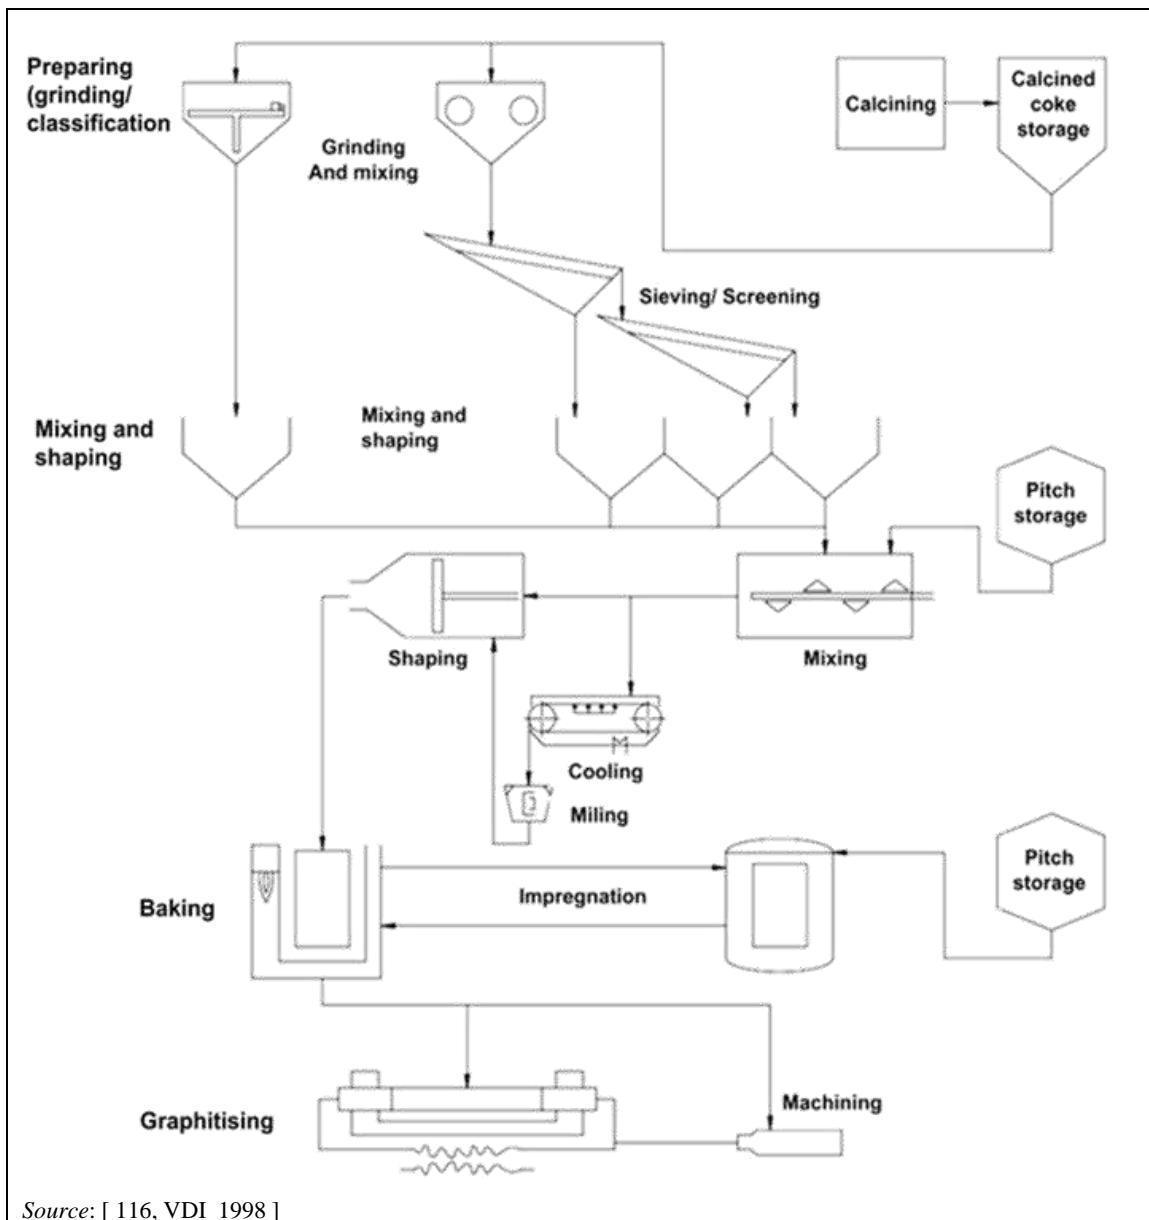 Preparing
(grinding/
classification
Grinding
And mixing
Calcining
Calcined
coke
storage
Sieving/ Screening
Mixing and
shaping
Mixing and
shaping
Pitch
storage
Shaping
Mixing
Cooling
Miling
Baking
Impregnation
Pitch
storage
Graphitising
Machining
Source: [ 116, VDI 1998 ]